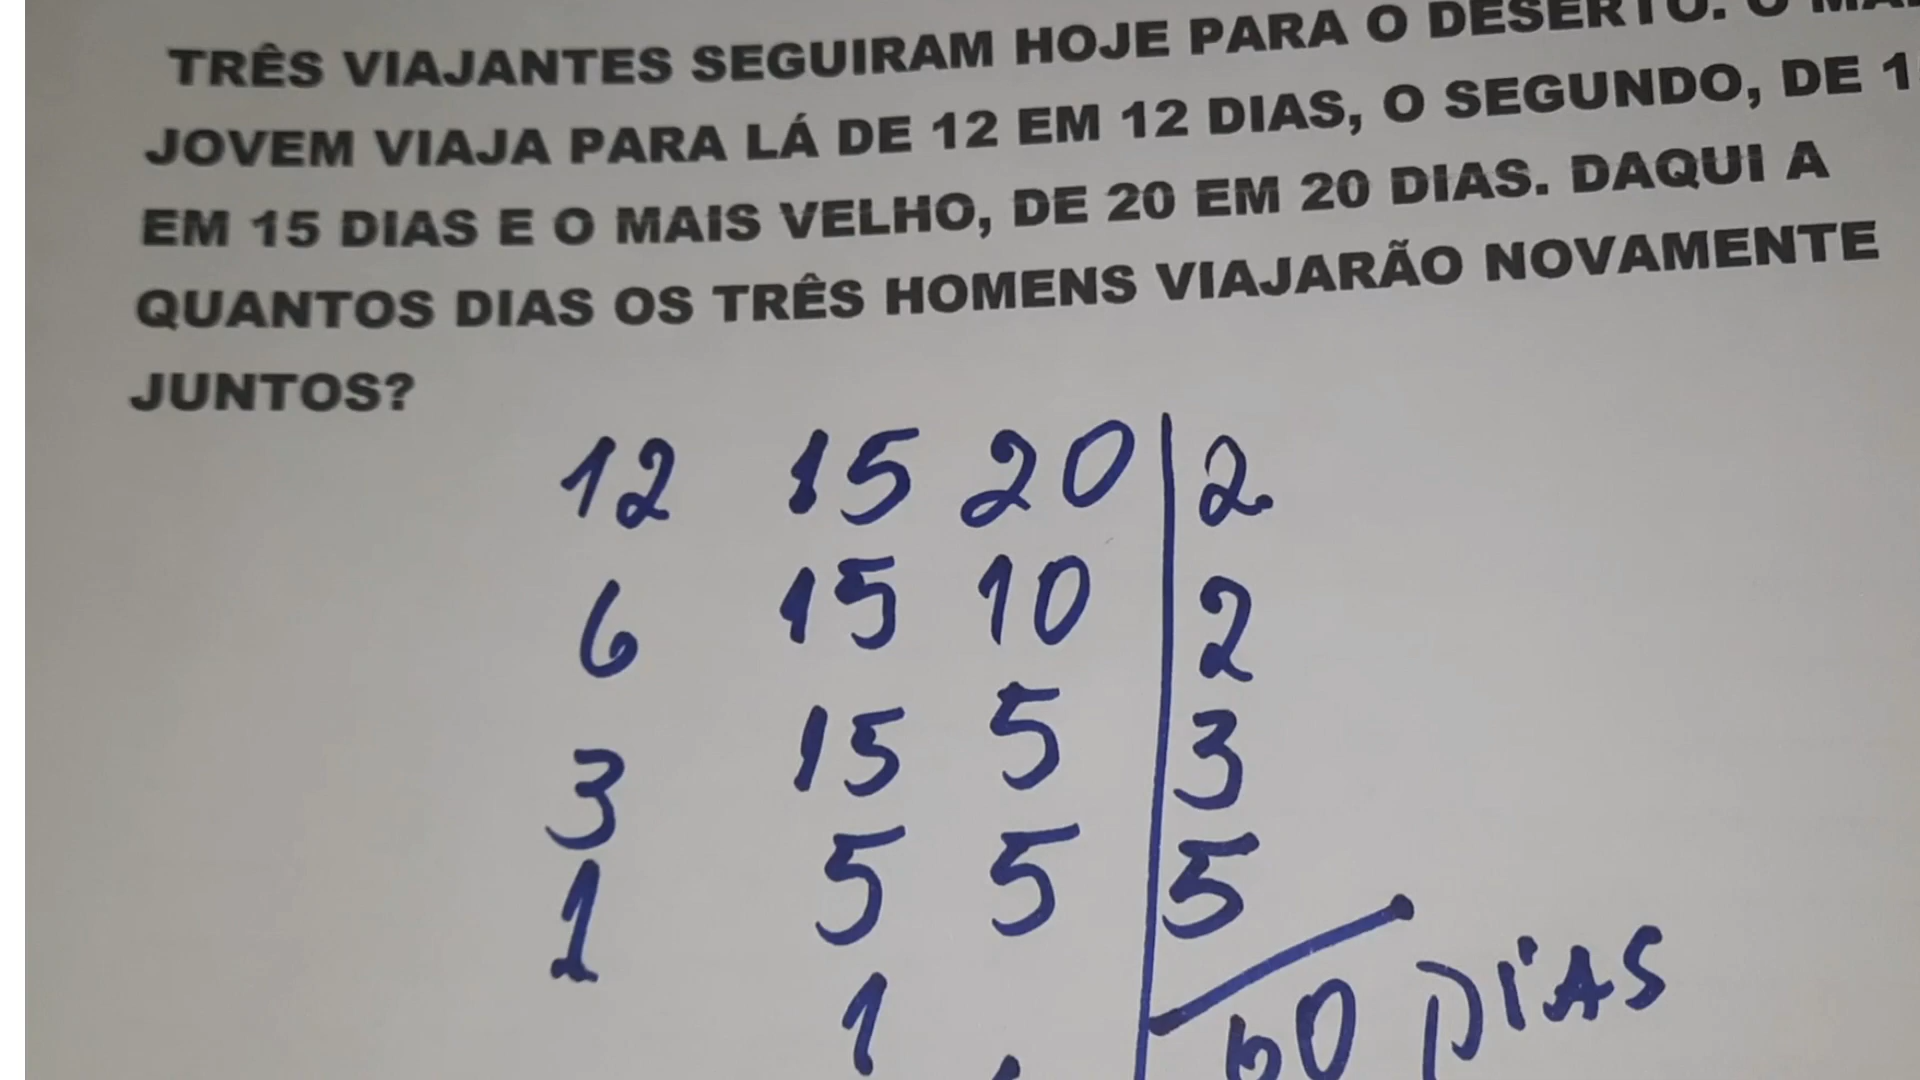 TRÊS VIAJANTES SEGUIRAM HOJE PARA O DESERTO. O
JOVEM VIAJA PARA LÁ DE 12 EM 12 DIAS, O SEGUNDO, DE
EM 15 DIAS E O MAIS VELHO, DE 20 EM 20 DIAS. DAQUI A
QUANTOS DIAS OS TRÊS HOMENS VIAJARÃO NOVAMENTE
JUNTOS?
12 15 20 2
6 15 10 2
3 15 5 3
1 5 5 5
1 60 DIAS